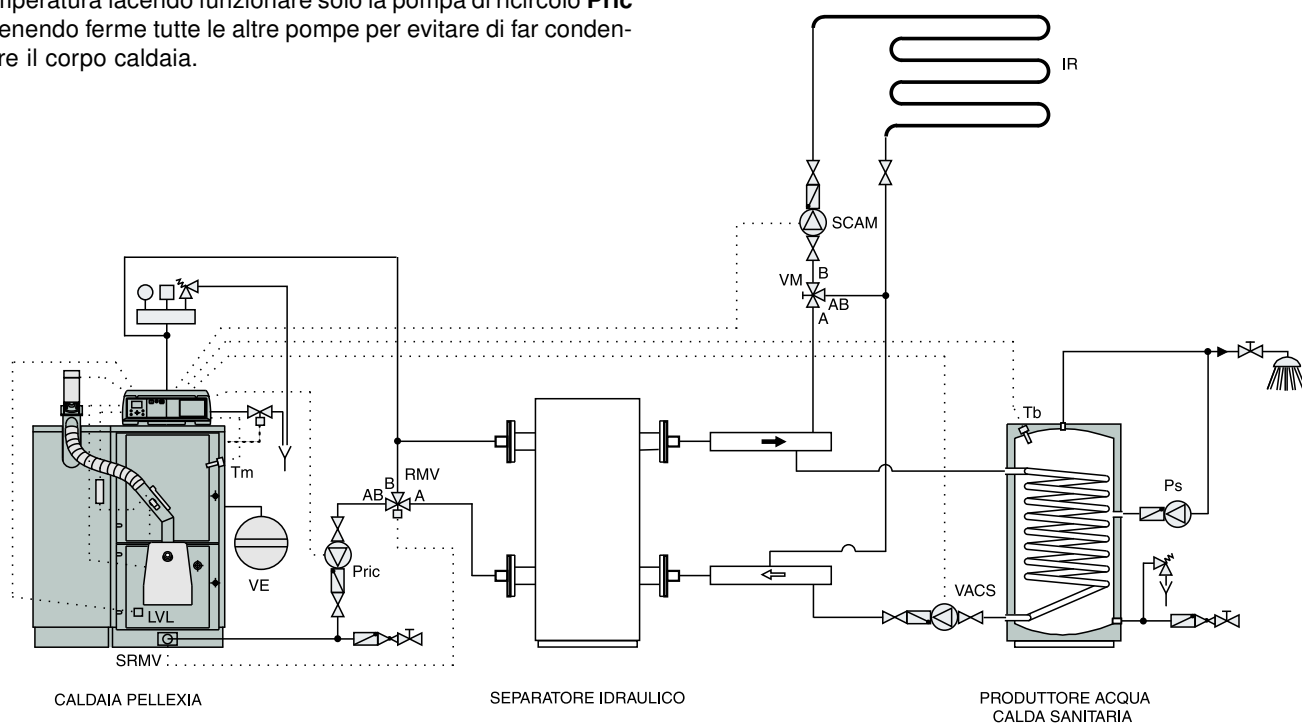 temperatura facendo funzionare solo la pompa di ricircolo Pric
tenendo ferme tutte le altre pompe per evitare di far conden-
re il corpo caldaia.
IR
SCAM
B
VM
AB
A
Tb
Tm
RMV
B
AB
A
Ps
VE
Pric
VACS
LVL
SRMV
CALDAIA PELLEXIA
SEPARATORE IDRAULICO
PRODUTTORE ACQUA
CALDA SANITARIA